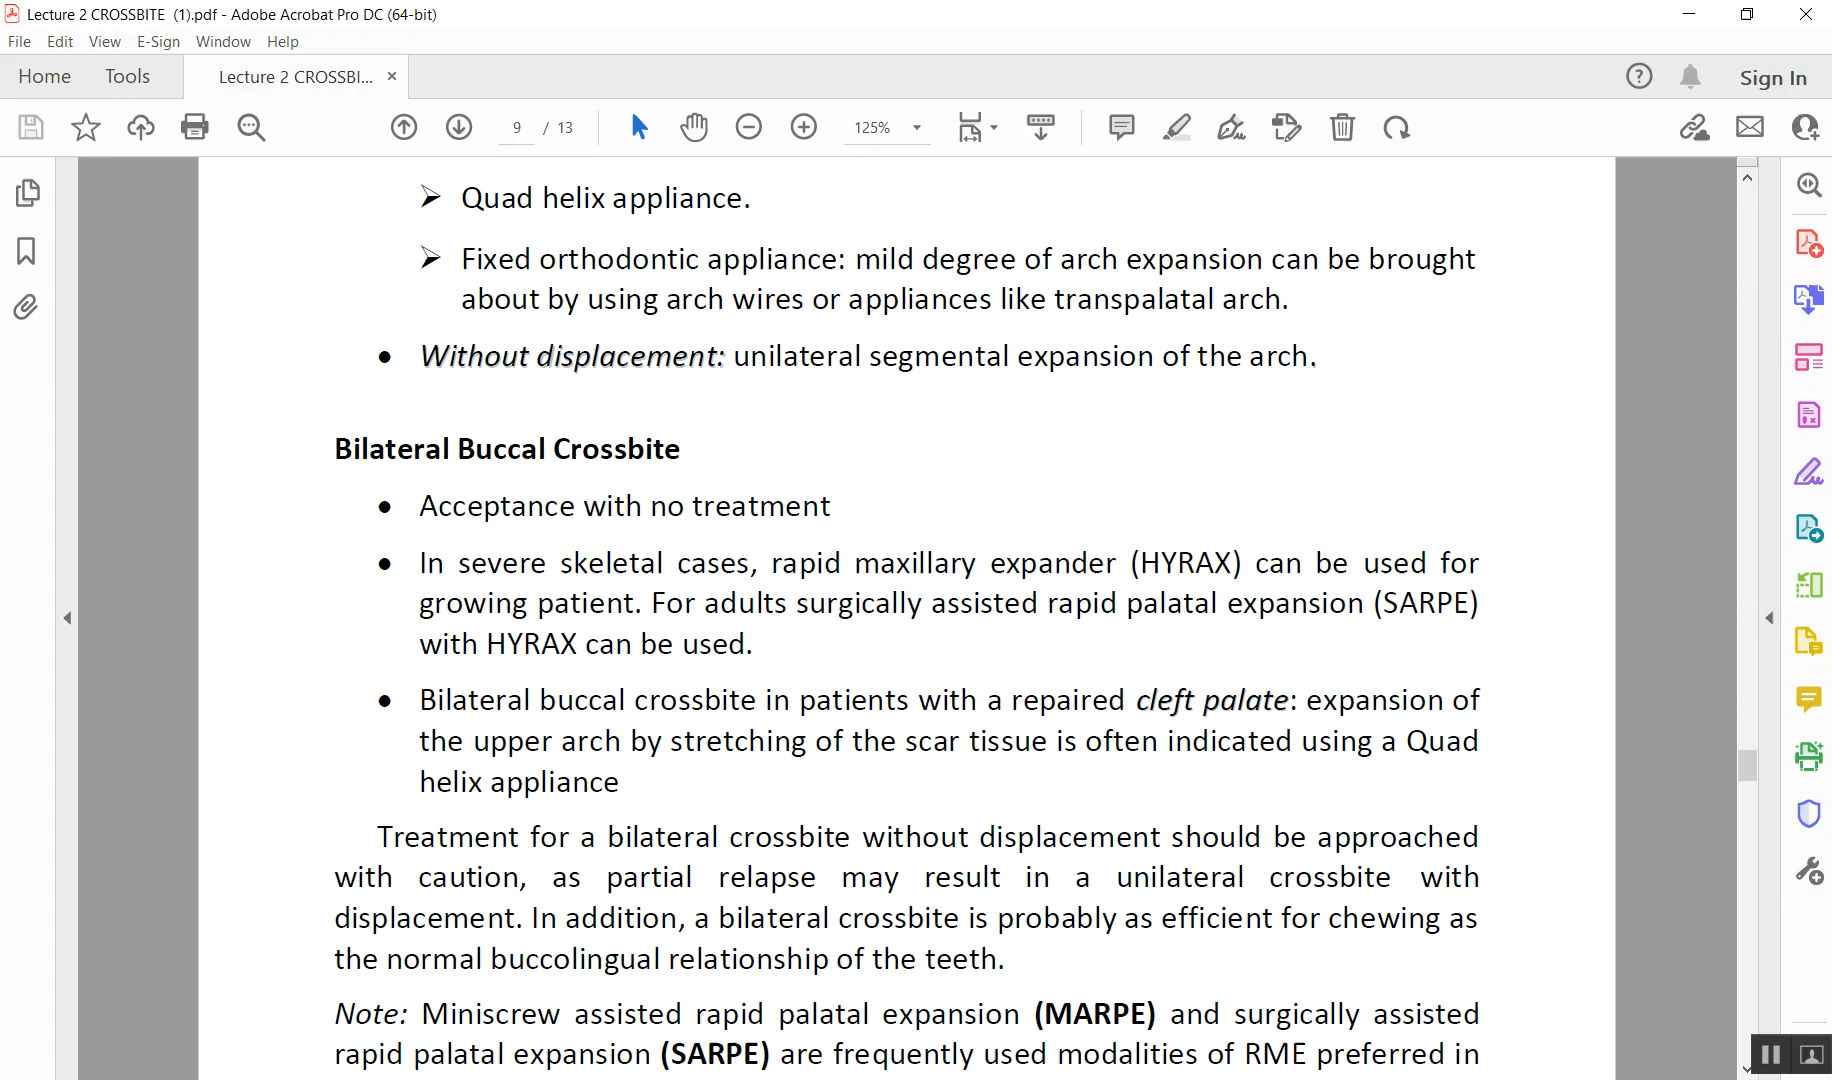 Lecture 2 CROSSBITE (1).pdf - Adobe Acrobat Pro DC (64-bit)
File Edit View E-Sign Window Help
Home Tools Lecture 2 CROSSBI... × Sign In
9 / 13 125%
➢ Quad helix appliance.
➢ Fixed orthodontic appliance: mild degree of arch expansion can be brought
about by using arch wires or appliances like transpalatal arch.
• Without displacement: unilateral segmental expansion of the arch.
Bilateral Buccal Crossbite
• Acceptance with no treatment
• In severe skeletal cases, rapid maxillary expander (HYRAX) can be used for
growing patient. For adults surgically assisted rapid palatal expansion (SARPE)
with HYRAX can be used.
• Bilateral buccal crossbite in patients with a repaired cleft palate: expansion of
the upper arch by stretching of the scar tissue is often indicated using a Quad
helix appliance
Treatment for a bilateral crossbite without displacement should be approached
with caution, as partial relapse may result in a unilateral crossbite with
displacement. In addition, a bilateral crossbite is probably as efficient for chewing as
the normal buccolingual relationship of the teeth.
Note: Miniscrew assisted rapid palatal expansion (MARPE) and surgically assisted
rapid palatal expansion (SARPE) are frequently used modalities of RME preferred in